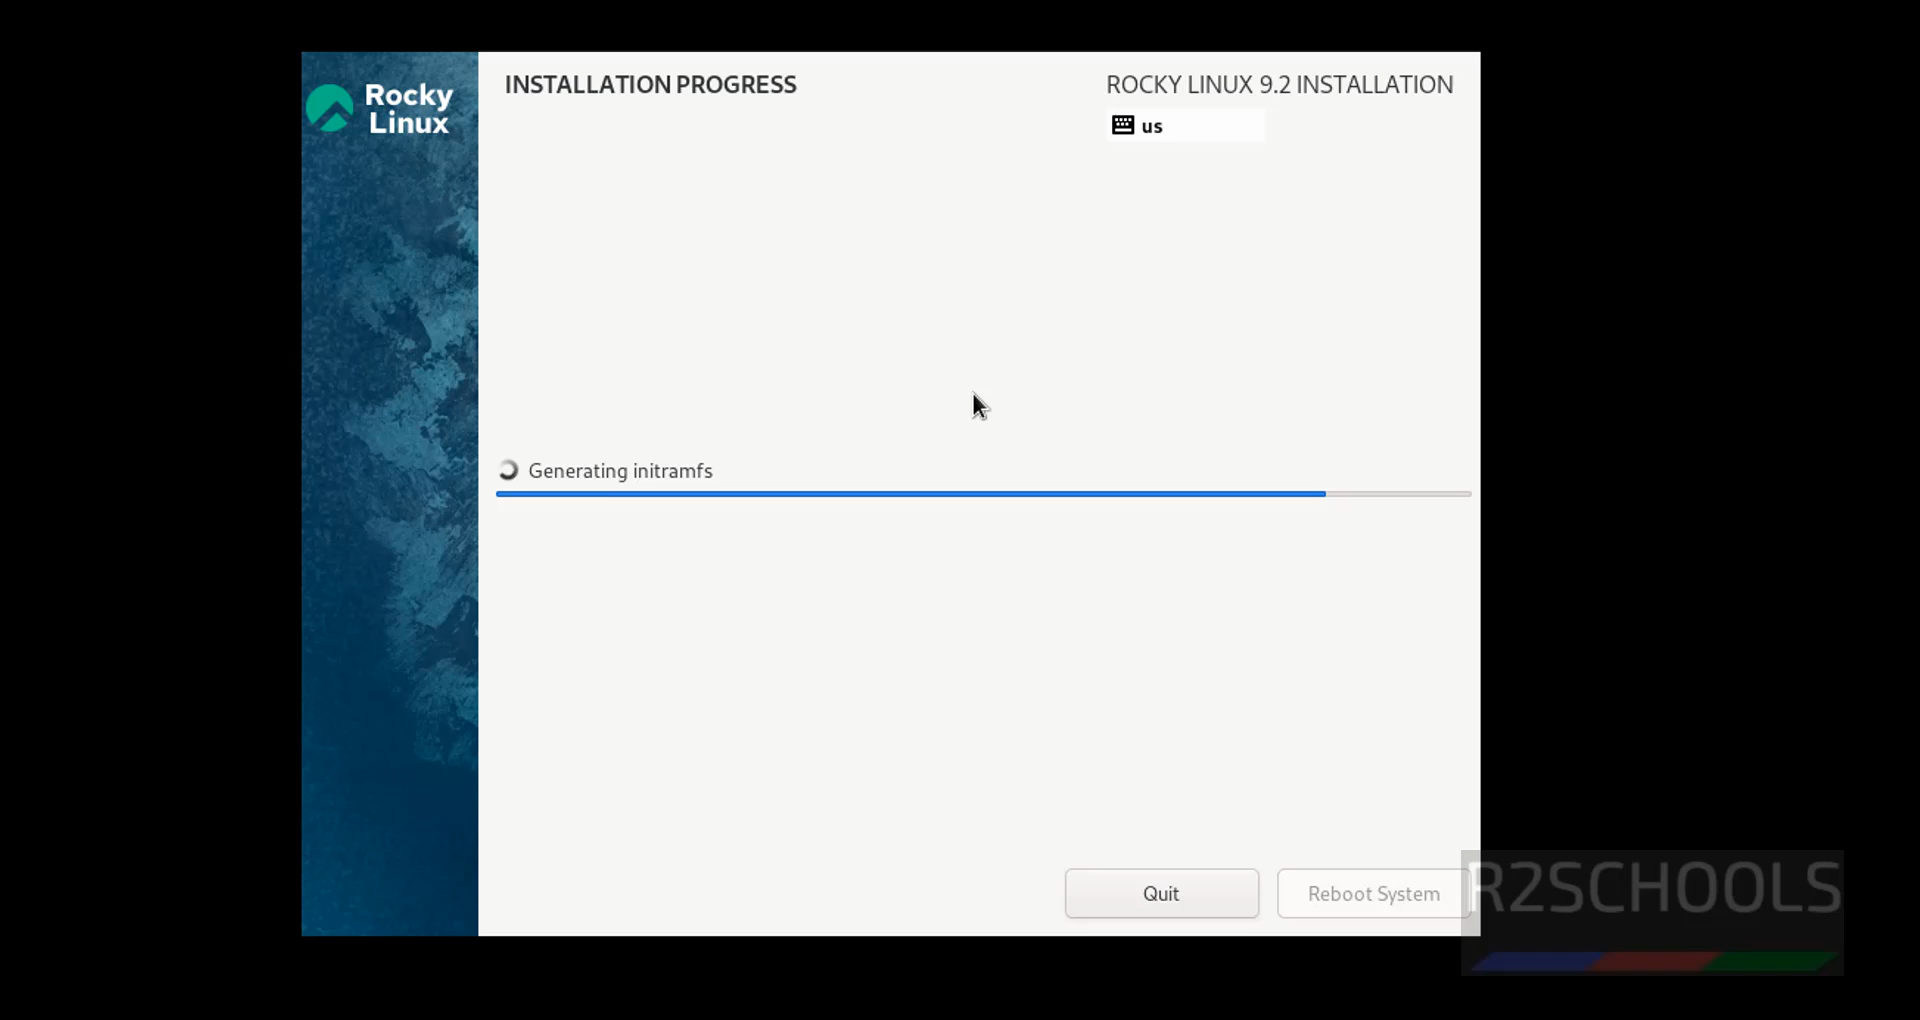 Rocky
Linux
INSTALLATION PROGRESS
ROCKY LINUX 9.2 INSTALLATION
us
Generating initramfs
Quit
Reboot System
R2SCHOOLS